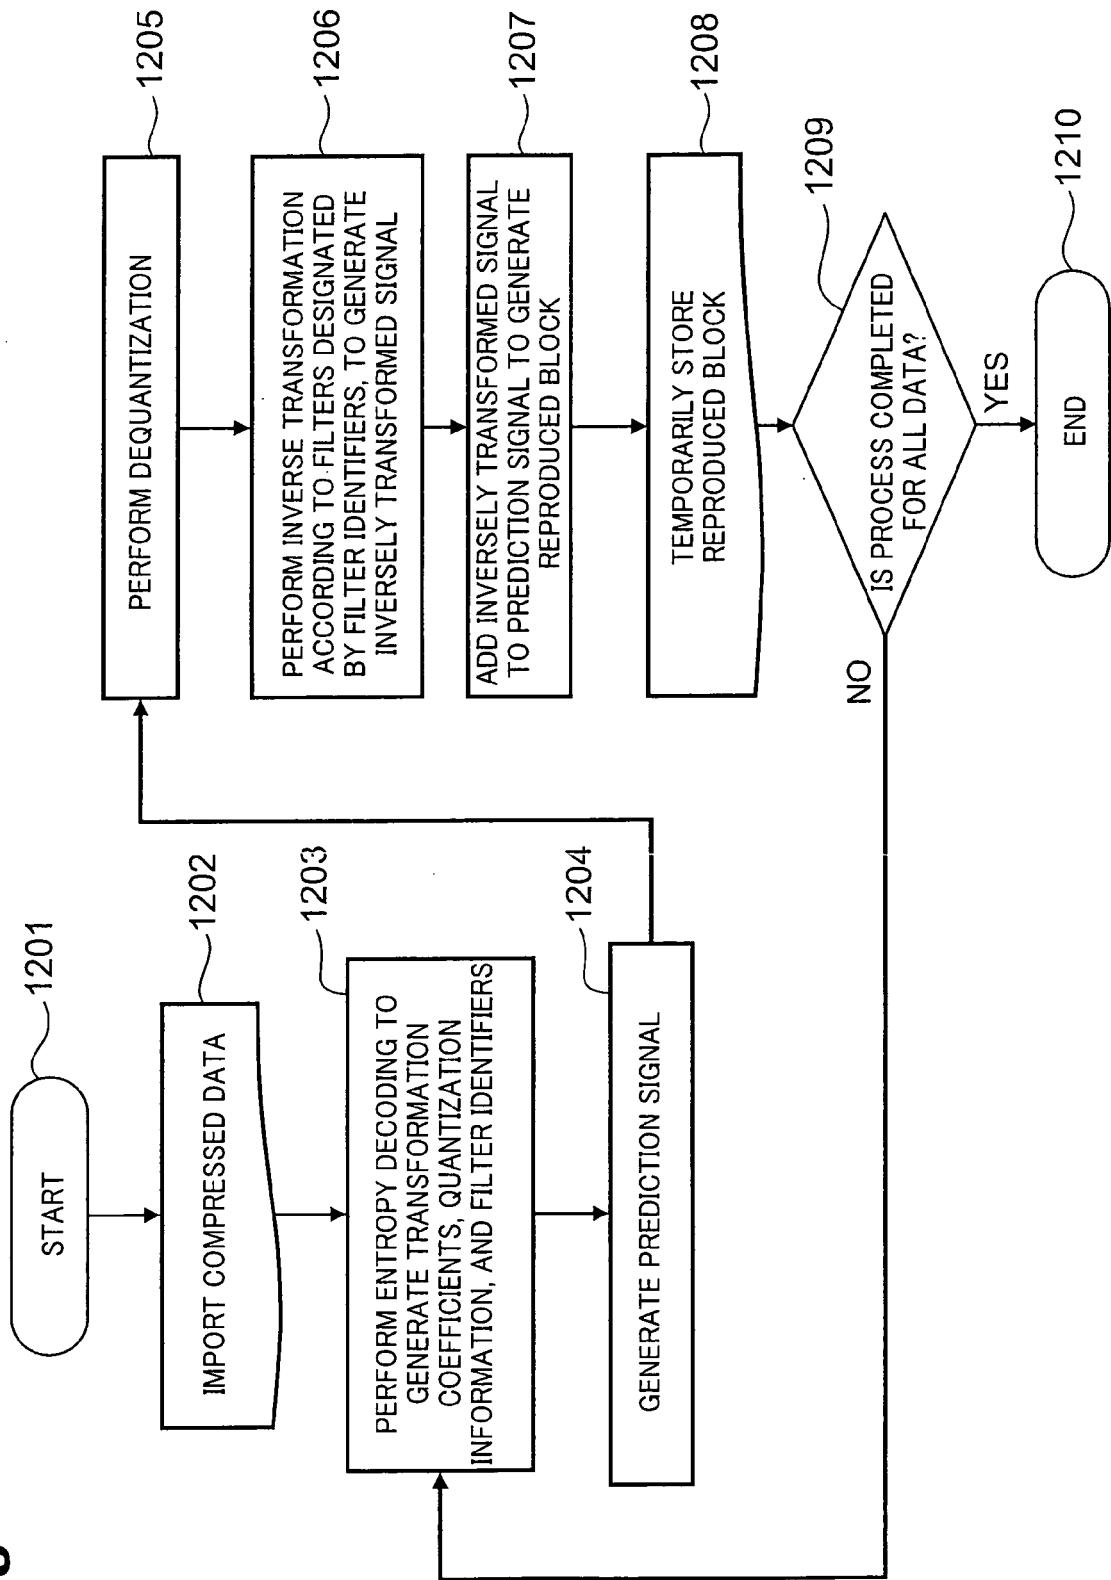 START
1201
IMPORT COMPRESSED DATA
1202
PERFORM ENTROPY DECODING TO
GENERATE TRANSFORMATION
COEFFICIENTS, QUANTIZATION
INFORMATION, AND FILTER IDENTIFIERS
1203
GENERATE PREDICTION SIGNAL
1204
PERFORM DEQUANTIZATION
1205
PERFORM INVERSE TRANSFORMATION
ACCORDING TO FILTERS DESIGNATED
BY FILTER IDENTIFIERS, TO GENERATE
INVERSELY TRANSFORMED SIGNAL
1206
ADD INVERSELY TRANSFORMED SIGNAL
TO PREDICTION SIGNAL TO GENERATE
REPRODUCED BLOCK
1207
TEMPORARILY STORE
REPRODUCED BLOCK
1208
IS PROCESS COMPLETED
FOR ALL DATA?
1209
NO
YES
END
1210